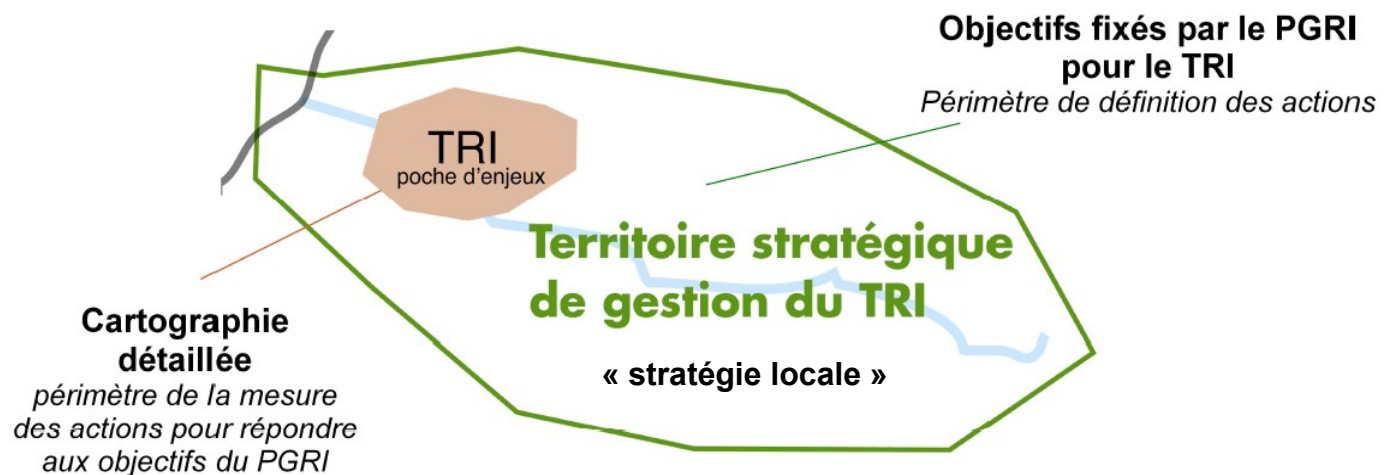 Objectifs fixés par le PGRI
pour le TRI
Périmètre de définition des actions
TRI
poche d'enjeux
Territoire stratégique
de gestion du TRI
« stratégie locale »
Cartographie
détaillée
périmètre de la mesure
des actions pour répondre
aux objectifs du PGRI